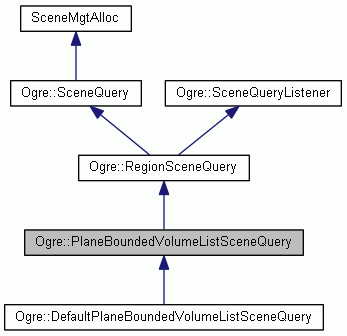 SceneMgtAlloc
Ogre::SceneQuery
Ogre::SceneQueryListener
Ogre::RegionSceneQuery
Ogre::PlaneBoundedVolumeListSceneQuery
Ogre::DefaultPlaneBoundedVolumeListSceneQuery